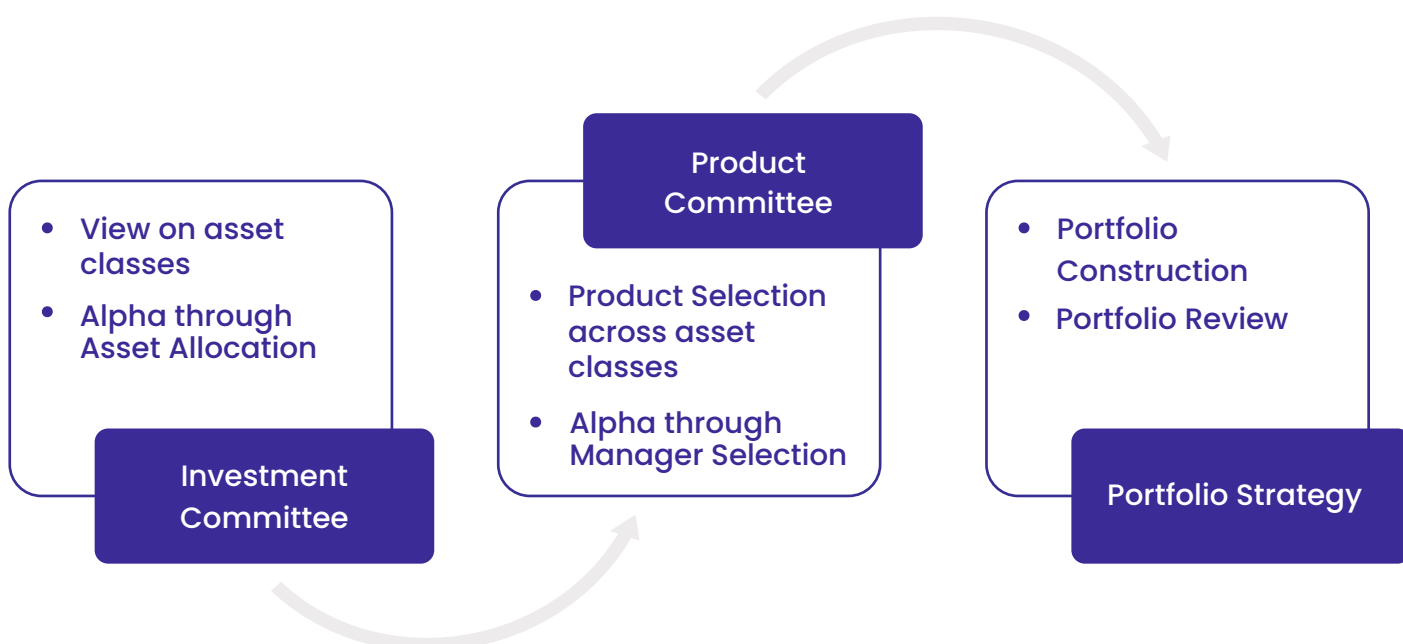 View on asset
classes
Alpha through
Asset Allocation
Investment
Committee
Product
Committee
Product Selection
across asset
classes
Alpha through
Manager Selection
Portfolio
Construction
Portfolio Review
Portfolio Strategy